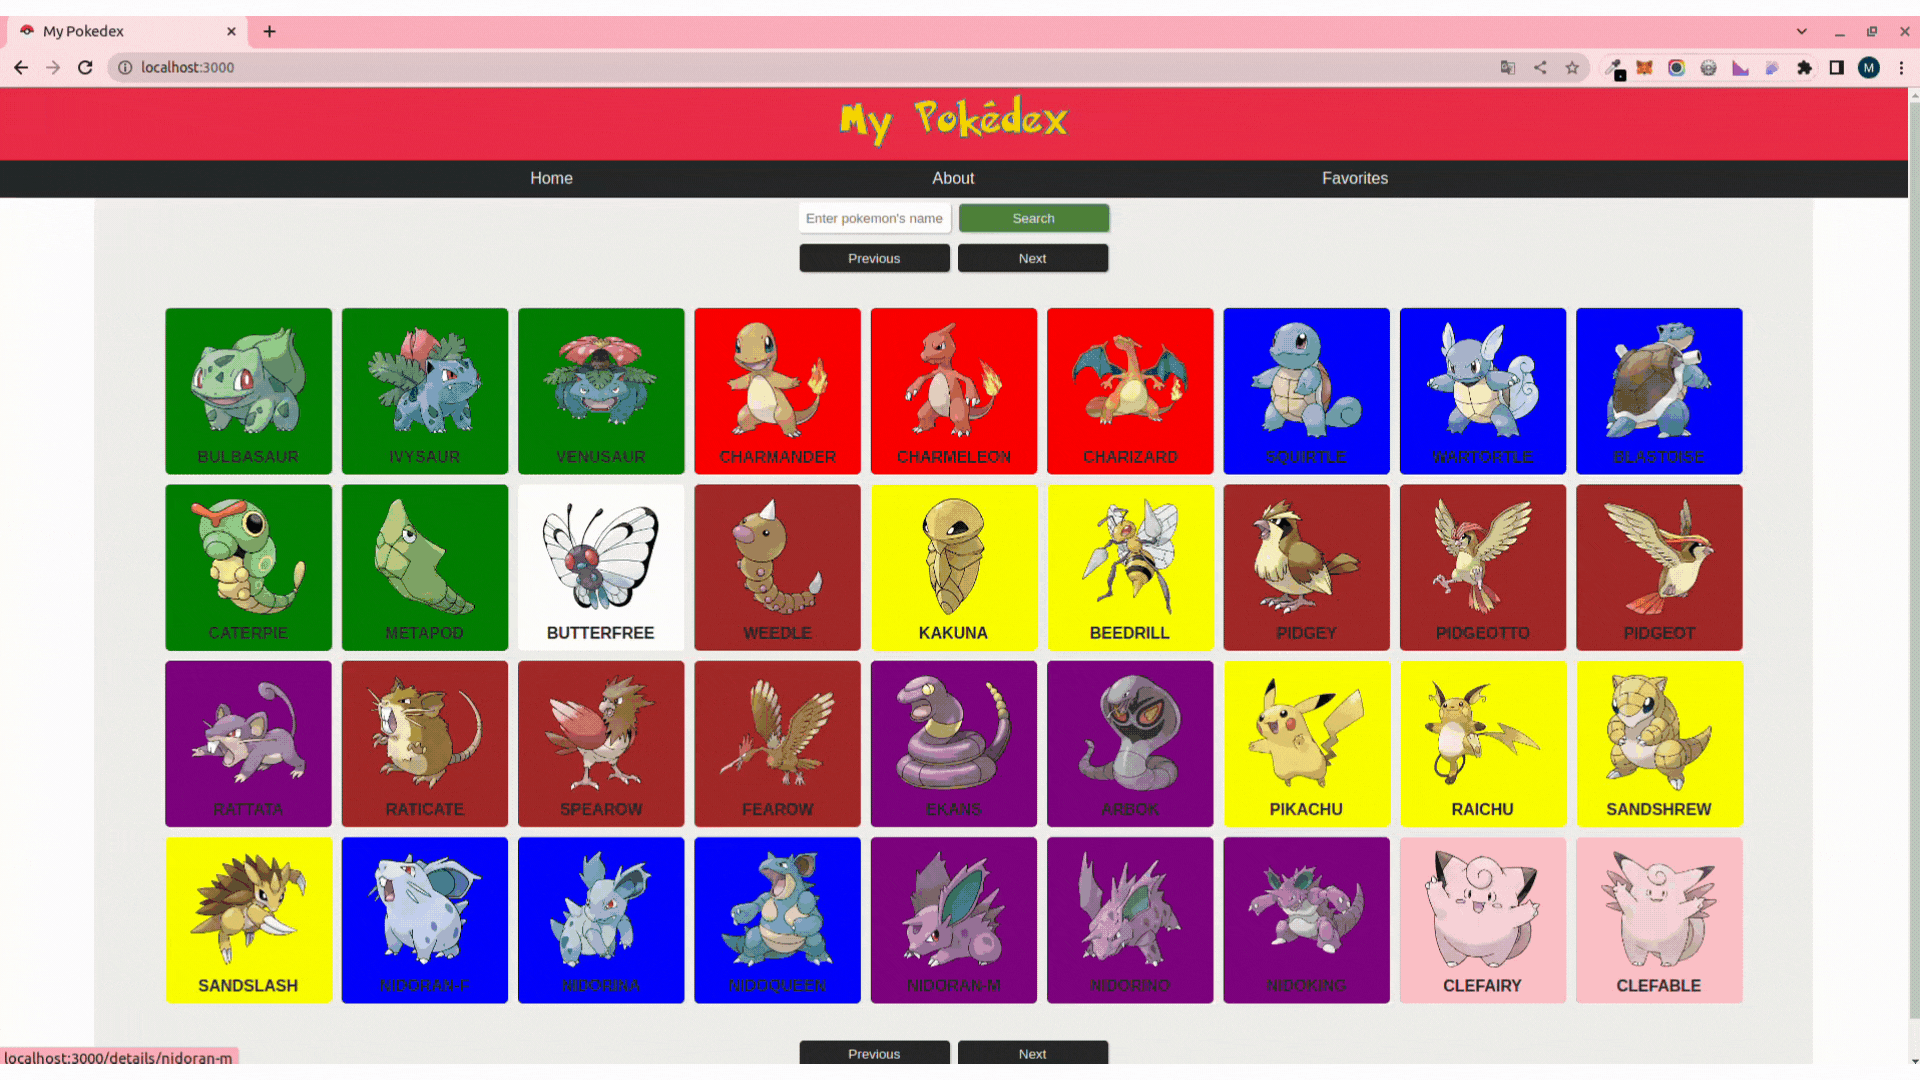 My Pokedex
localhost:3000
M
My Pokédex
Home About Favorites
Enter pokemon's name Search
Previous Next
BULBASAUR IVYSAUR VENUSAUR CHARMANDER CHARMELEON CHARIZARD SQUIRTLE WARTORTLE BLASTOISE
CATERPIE METAPOD BUTTERFREE WEEDLE KAKUNA BEEDRILL PIDGEY PIDGEOTTO PIDGEOT
RATTATA RATICATE SPEAROW FEAROW EKANS ARBOK PIKACHU RAICHU SANDSHREW
SANDSLASH NIDORAN-F NIDORINA NIDOQUEEN NIDORAN-M NIDORINO NIDOKING CLEFAIRY CLEFABLE
Previous Next
localhost:3000/details/nidoran-m